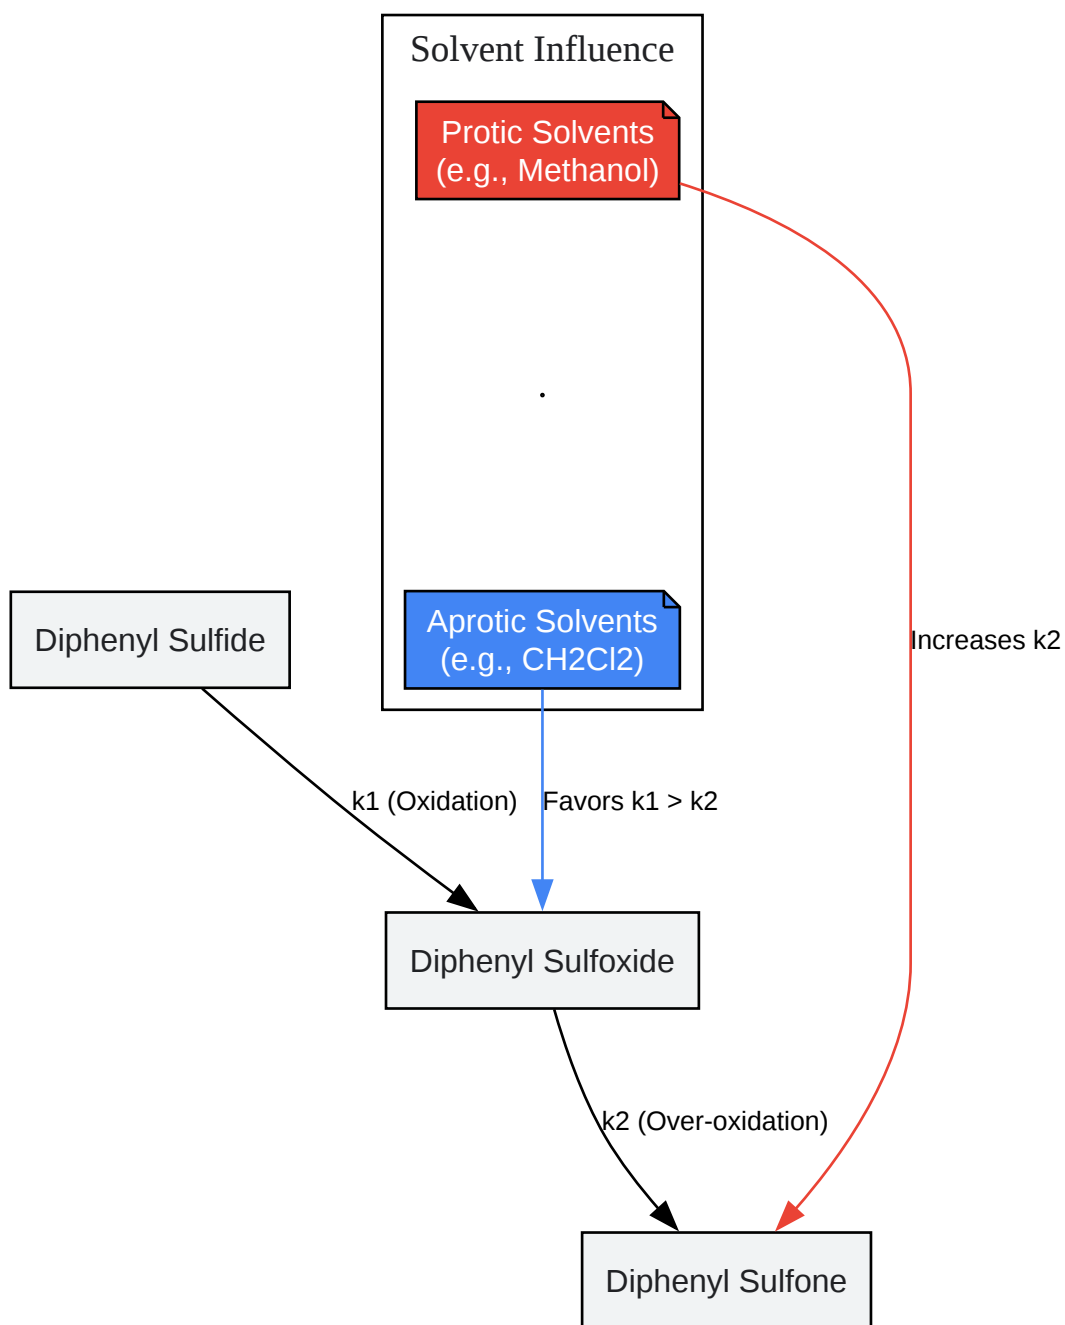 Solvent Influence
Protic Solvents
(e.g., Methanol)
Aprotic Solvents
(e.g., CH2Cl2)
Diphenyl Sulfide
Increases k2
k1 (Oxidation)
Favors k1 > k2
Diphenyl Sulfoxide
k2 (Over-oxidation)
Diphenyl Sulfone